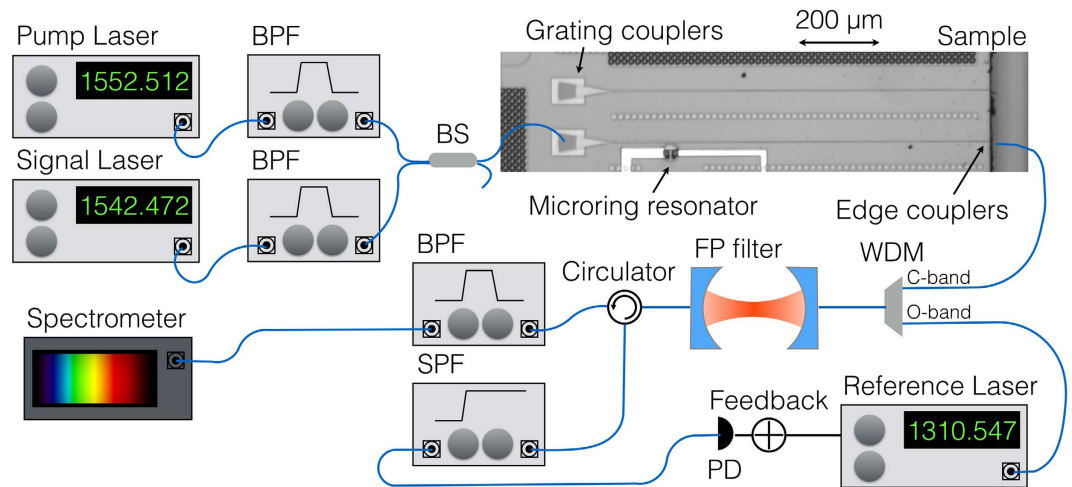 Pump Laser
BPF
1552.512
Signal Laser
BPF
1542.472
BS
Grating couplers
200 µm
Sample
Microring resonator
Edge couplers
BPF
Circulator
FP filter
WDM
C-band
O-band
Spectrometer
SPF
Feedback
PD
Reference Laser
1310.547